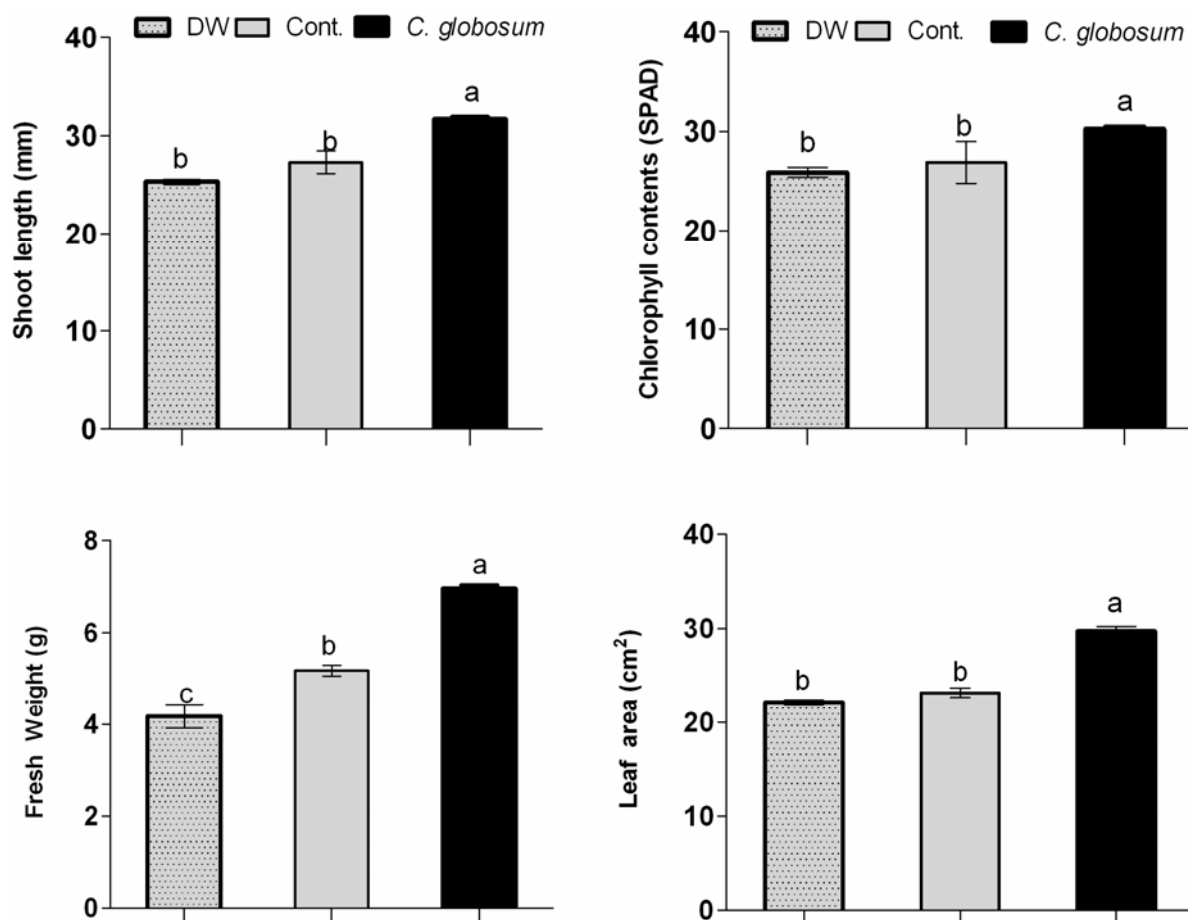 DW Cont. C. globosum
Shoot length (mm)
40
30
20
10
0
b
b
a
DW Cont. C. globosum
Chlorophyll contents (SPAD)
40
30
20
10
0
b
b
a
Fresh Weight (g)
8
6
4
2
0
c
b
a
Leaf area (cm²)
40
30
20
10
0
b
b
a